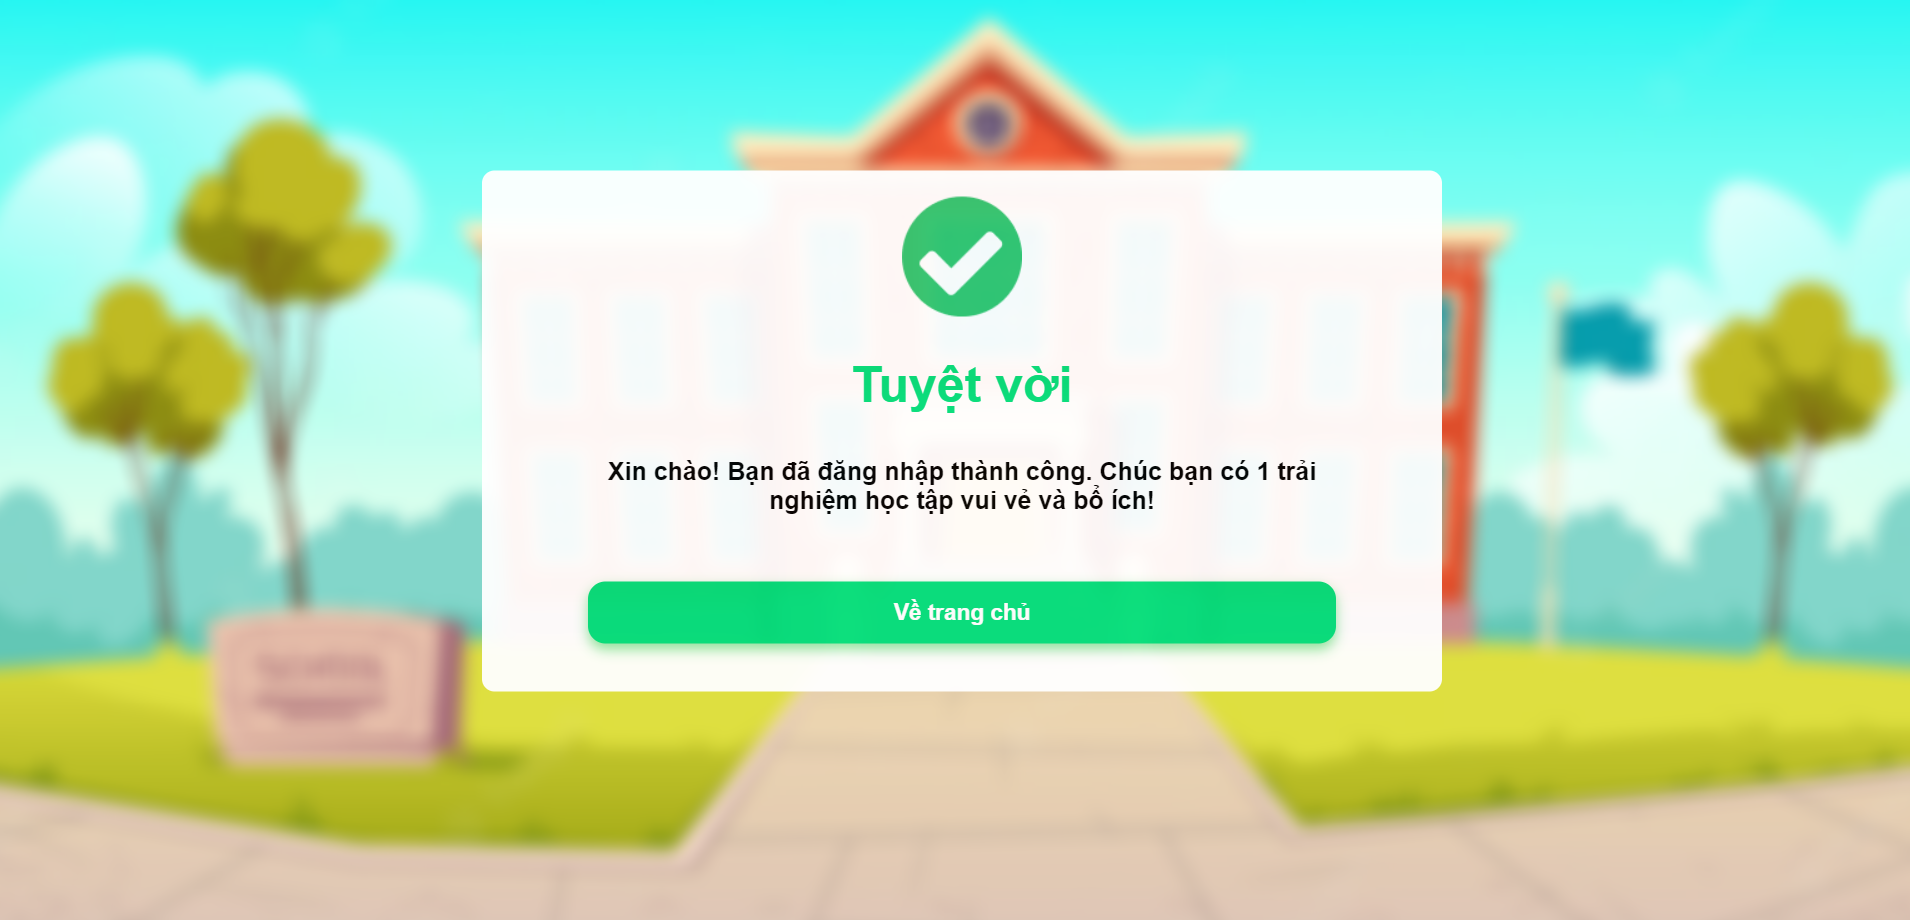 Tuyệt vời
Xin chào! Bạn đã đăng nhập thành công. Chúc bạn có 1 trải
nghiệm học tập vui vẻ và bổ ích!
Về trang chủ